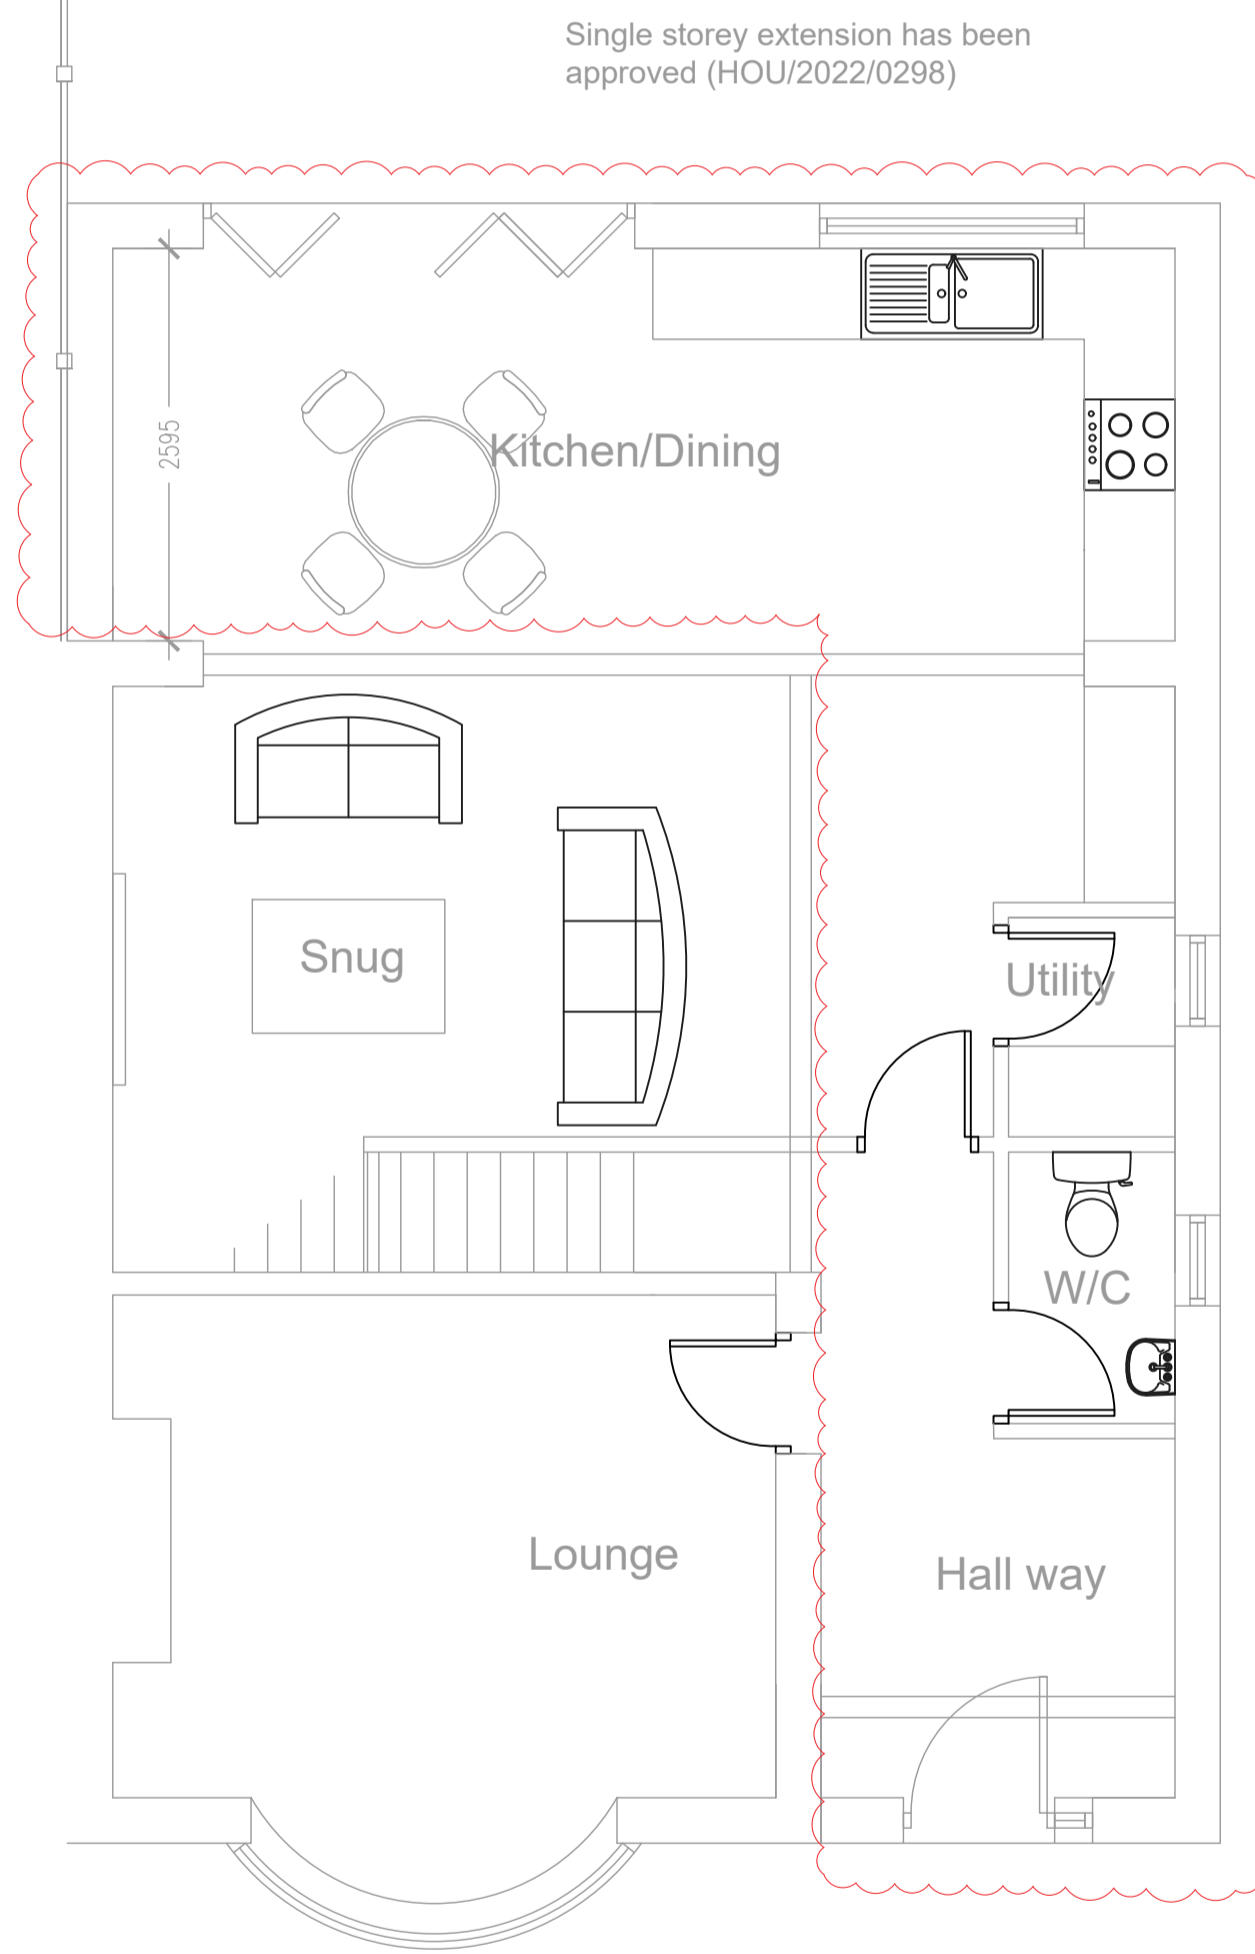 Single storey extension has been
approved (HOU/2022/0298)
2595
Kitchen/Dining
Snug
Utility
W/C
Lounge
Hall way